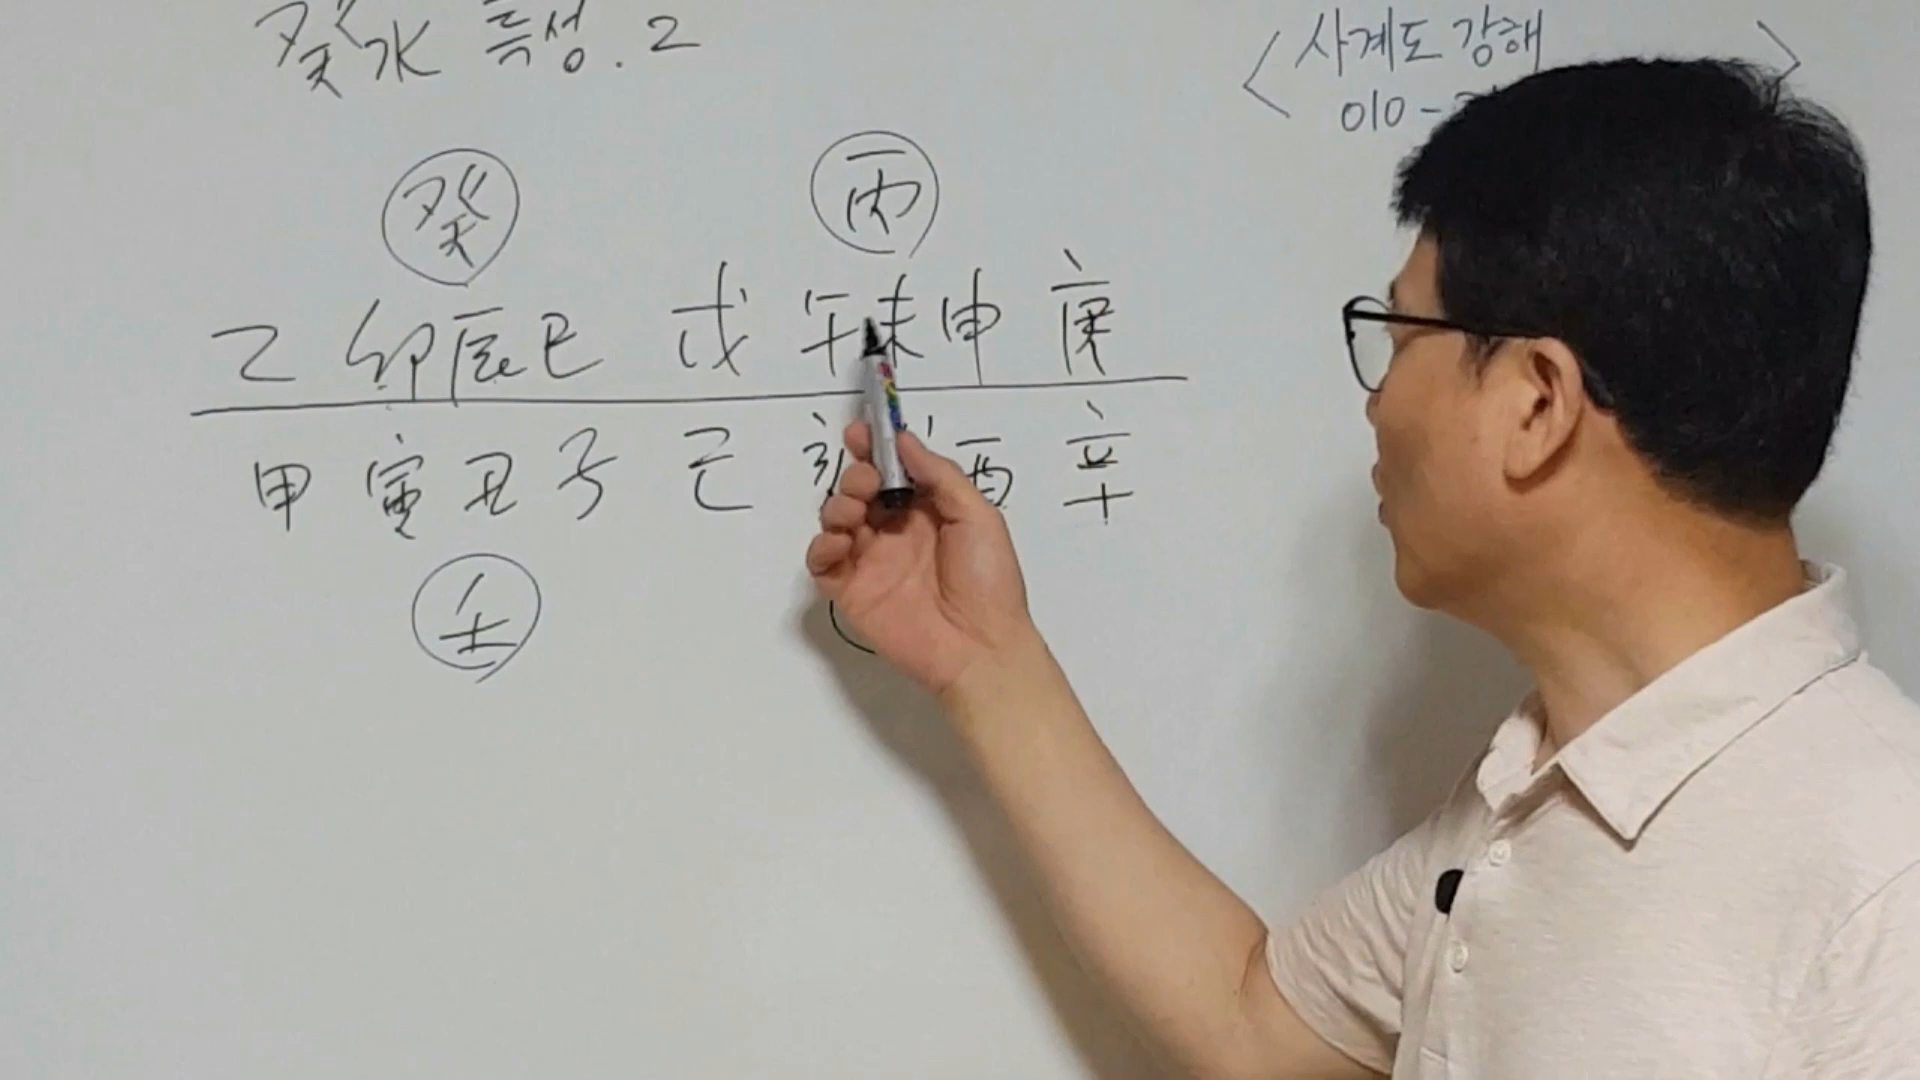 癸水 특성.2
<사계도 강해>
010-
癸 丙
乙 卯辰巳 戊 午未申 庚
甲 寅丑子 己 亥 酉 辛
壬